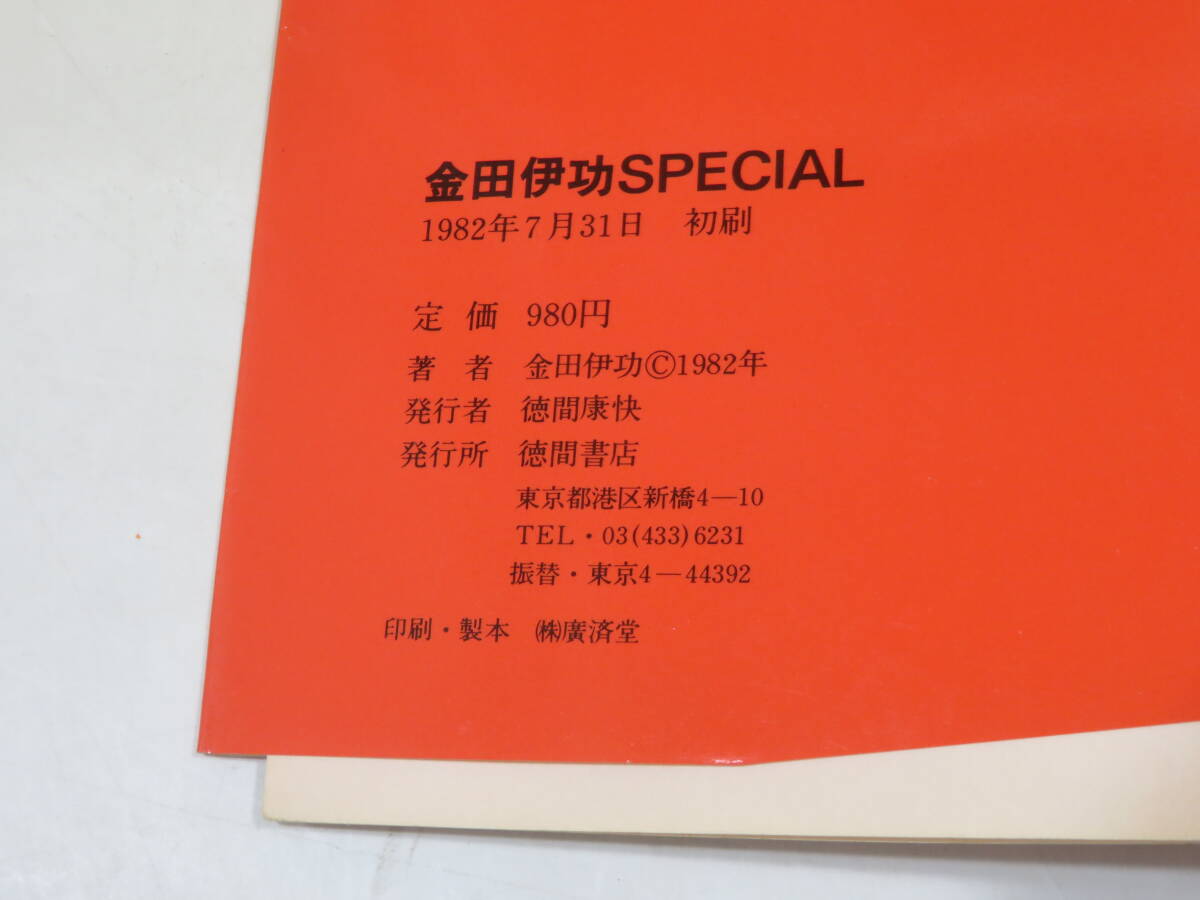 金田伊功SPECIAL
1982年7月31日 初刷
定 価 980円
著 者 金田伊功©1982年
発行者 徳間康快
発行所 徳間書店
東京都港区新橋4―10
TEL・03(433)6231
振替・東京4―44392
印刷・製本 ㈱廣済堂